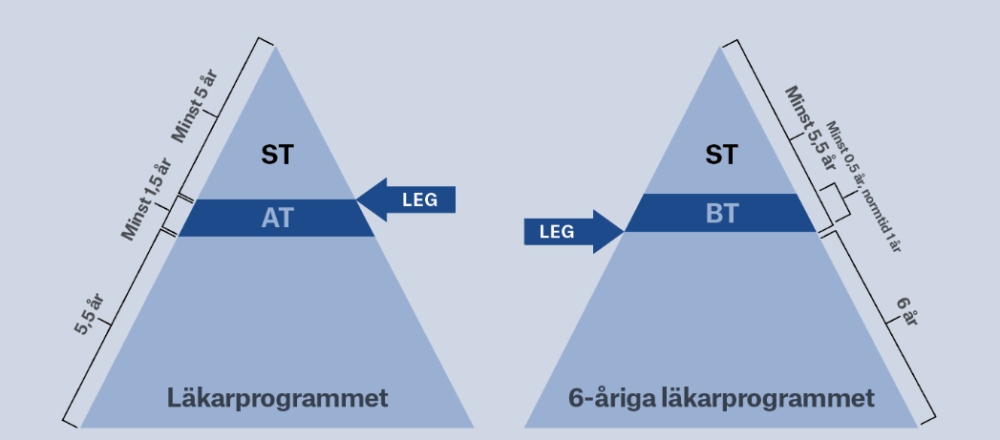 Minst 5 år
ST
Minst 1,5 år
LEG
AT
5,5 år
Läkarprogrammet
Minst 5,5 år
Minst 0,5 år, normtid 1 år
ST
BT
LEG
6 år
6-åriga läkarprogrammet